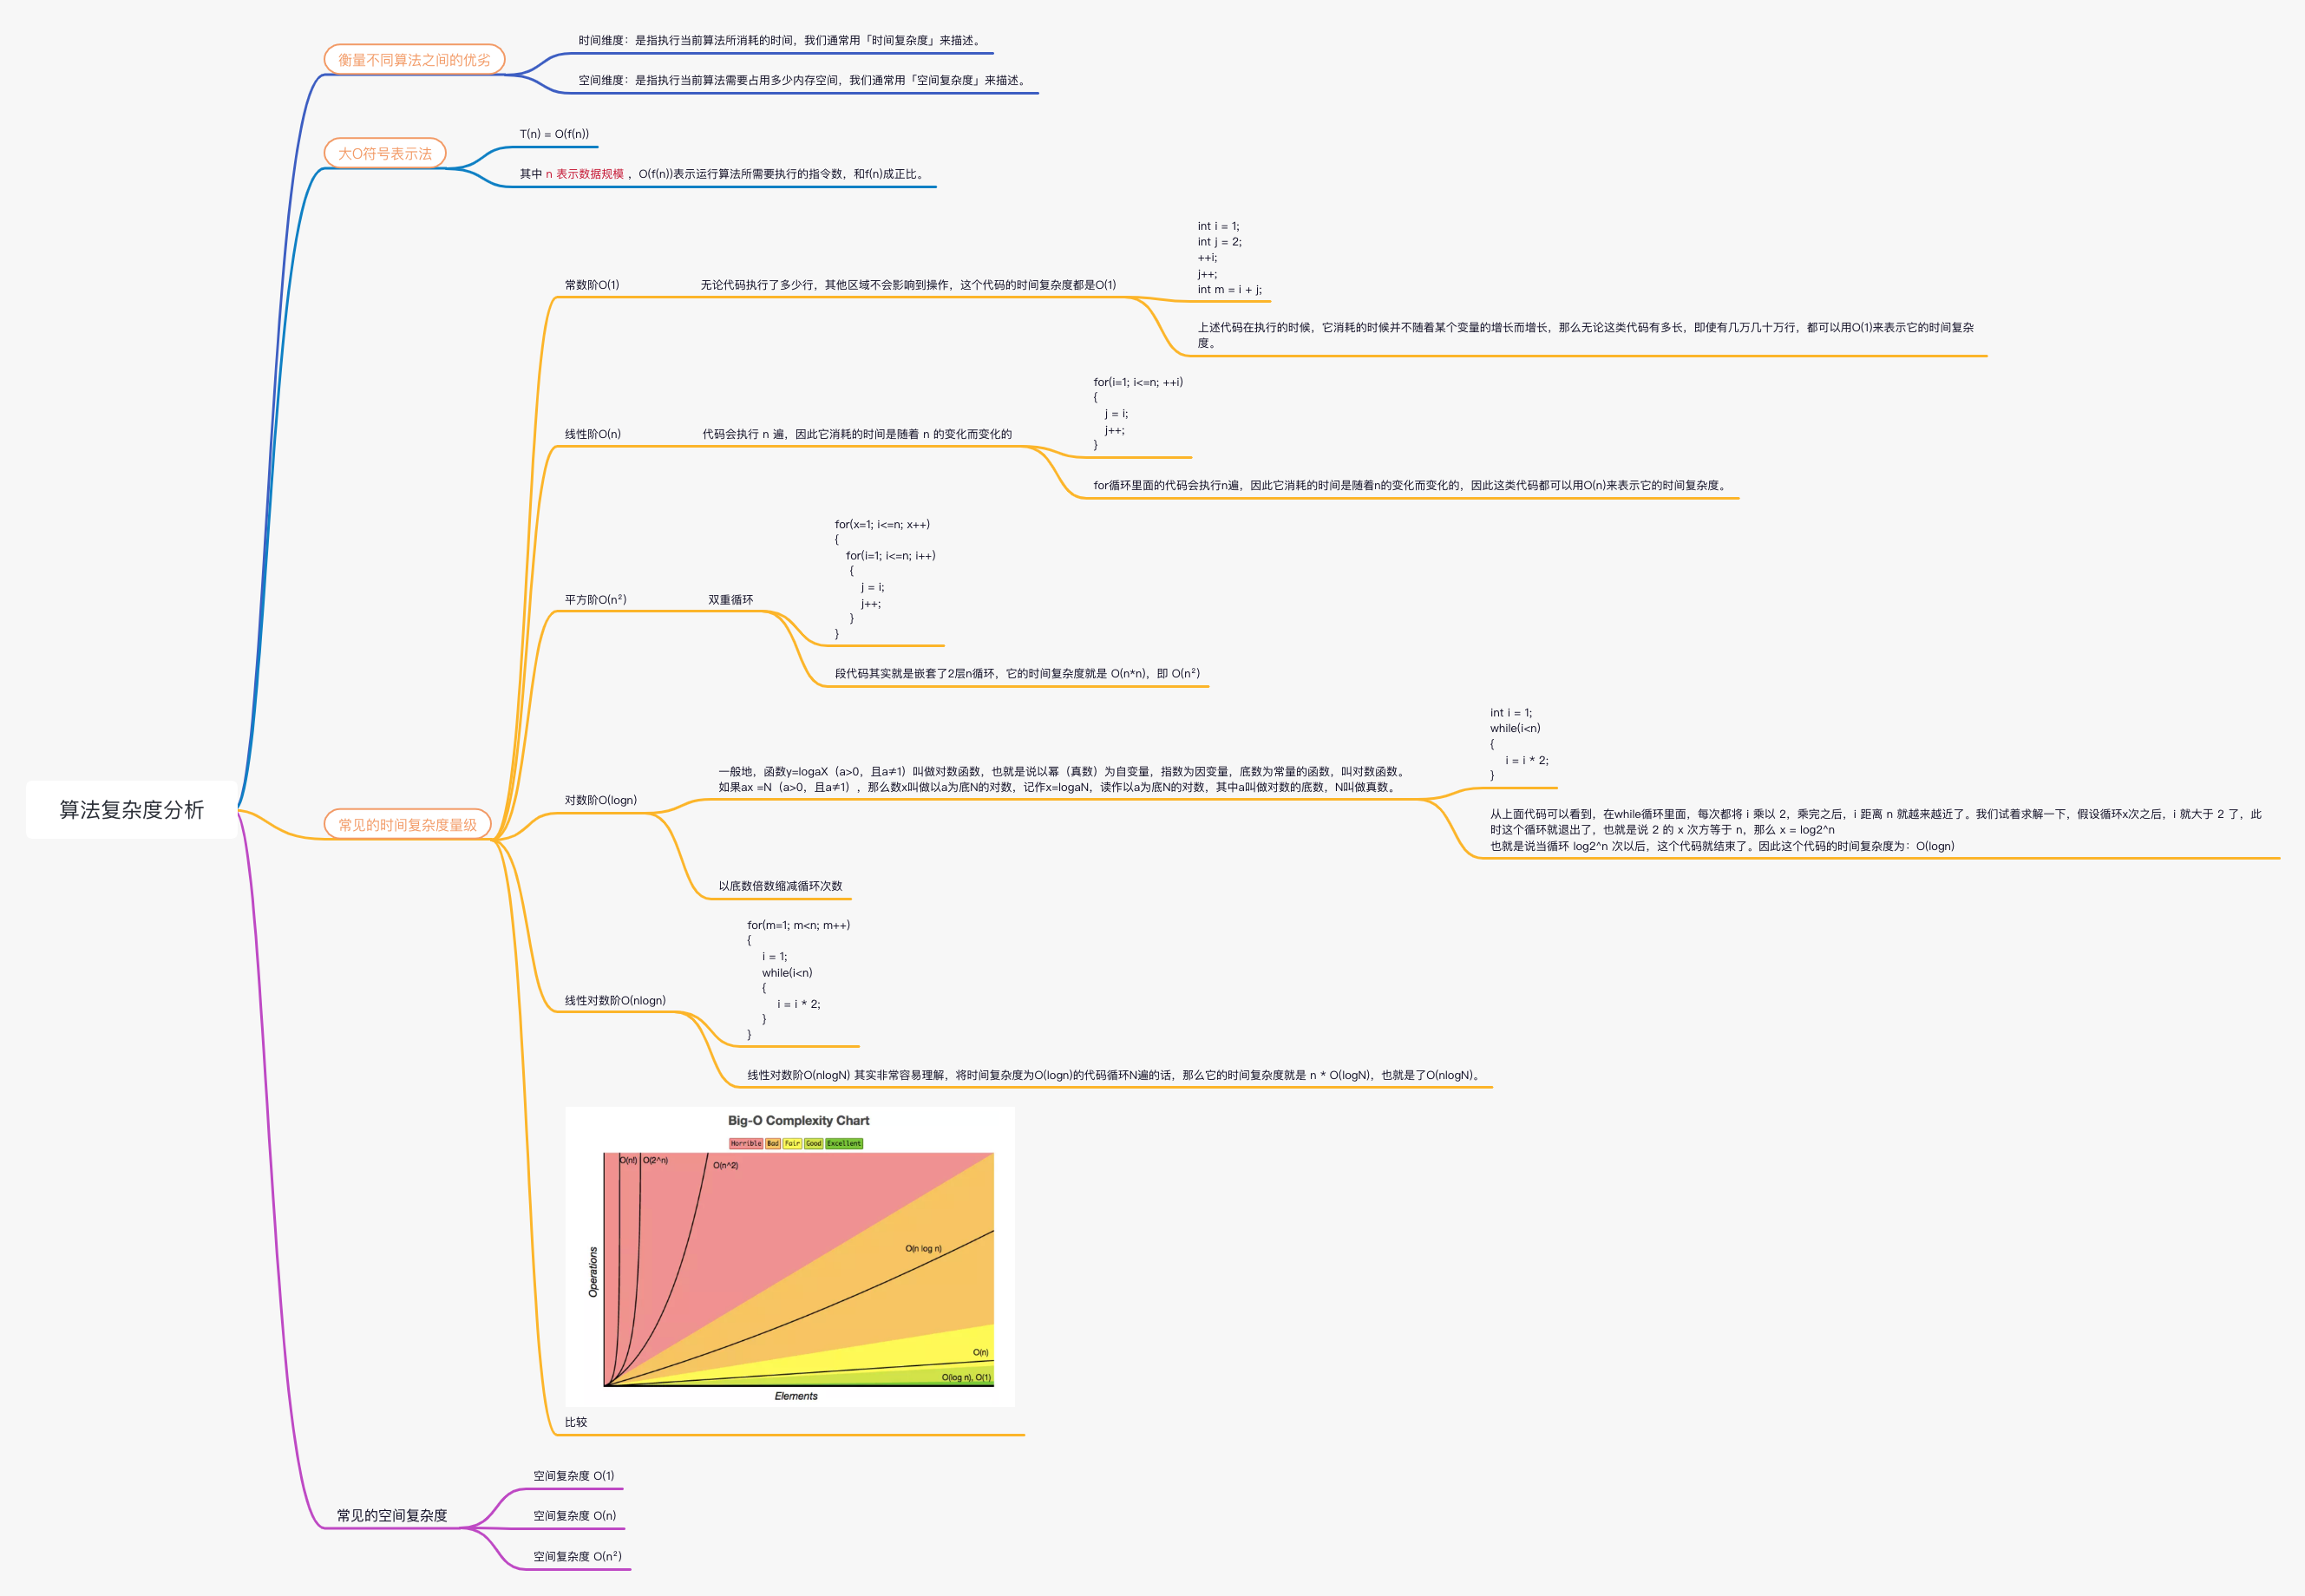 算法复杂度分析
衡量不同算法之间的优劣
时间维度：是指执行当前算法所消耗的时间，我们通常用「时间复杂度」来描述。
空间维度：是指执行当前算法需要占用多少内存空间，我们通常用「空间复杂度」来描述。
大O符号表示法
T(n) = O(f(n))
其中 n 表示数据规模 ，O(f(n))表示运行算法所需要执行的指令数，和f(n)成正比。
常见的时间复杂度量级
常数阶O(1)
无论代码执行了多少行，其他区域不会影响到操作，这个代码的时间复杂度都是O(1)
int i = 1;
int j = 2;
++i;
j++;
int m = i + j;
上述代码在执行的时候，它消耗的时候并不随着某个变量的增长而增长，那么无论这类代码有多长，即使有几万几十万行，都可以用O(1)来表示它的时间复杂
度。
线性阶O(n)
代码会执行 n 遍，因此它消耗的时间是随着 n 的变化而变化的
for(i=1; i<=n; ++i)
{
j = i;
j++;
}
for循环里面的代码会执行n遍，因此它消耗的时间是随着n的变化而变化的，因此这类代码都可以用O(n)来表示它的时间复杂度。
平方阶O(n²)
双重循环
for(x=1; i<=n; x++)
{
for(i=1; i<=n; i++)
{
j = i;
j++;
}
}
段代码其实就是嵌套了2层n循环，它的时间复杂度就是 O(n*n)，即 O(n²)
对数阶O(logn)
一般地，函数y=logaX（a>0，且a≠1）叫做对数函数，也就是说以幂（真数）为自变量，指数为因变量，底数为常量的函数，叫对数函数。
如果ax =N（a>0，且a≠1），那么数x叫做以a为底N的对数，记作x=logaN，读作以a为底N的对数，其中a叫做对数的底数，N叫做真数。
int i = 1;
while(i<n)
{
i = i * 2;
}
从上面代码可以看到，在while循环里面，每次都将 i 乘以 2，乘完之后，i 距离 n 就越来越近了。我们试着求解一下，假设循环x次之后，i 就大于 2 了，此
时这个循环就退出了，也就是说 2 的 x 次方等于 n，那么 x = log2^n
也就是说当循环 log2^n 次以后，这个代码就结束了。因此这个代码的时间复杂度为：O(logn)
以底数倍数缩减循环次数
线性对数阶O(nlogn)
for(m=1; m<n; m++)
{
i = 1;
while(i<n)
{
i = i * 2;
}
}
线性对数阶O(nlogN) 其实非常容易理解，将时间复杂度为O(logn)的代码循环N遍的话，那么它的时间复杂度就是 n * O(logN)，也就是了O(nlogN)。
Big-O Complexity Chart
Horrible Bad Fair Good Excellent
O(n!) O(2^n)
O(n^2)
O(n log n)
O(n)
O(log n), O(1)
Operations
Elements
比较
常见的空间复杂度
空间复杂度 O(1)
空间复杂度 O(n)
空间复杂度 O(n²)